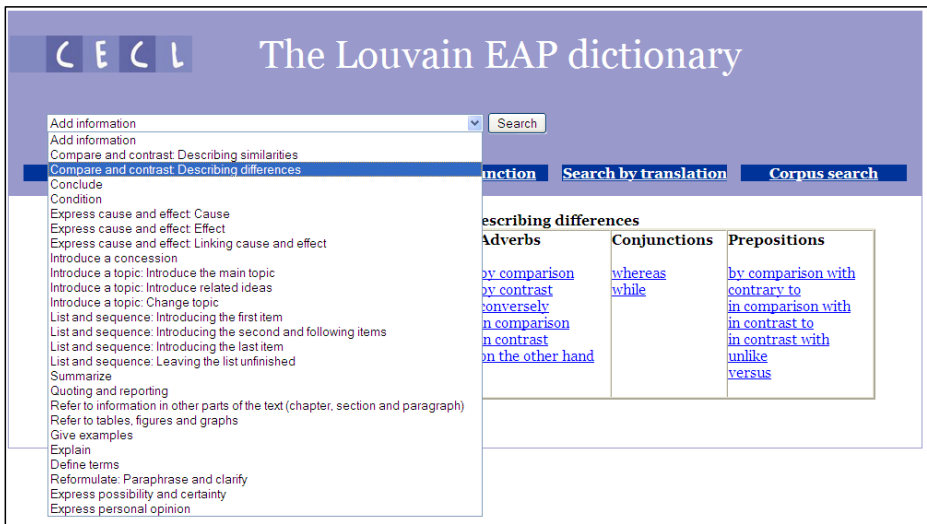 CECL The Louvain EAP dictionary
Add information Search
Add information
Compare and contrast: Describing similarities
Compare and contrast: Describing differences
Conclude
Condition
Express cause and effect: Cause
Express cause and effect: Effect
Express cause and effect: Linking cause and effect
Introduce a concession
Introduce a topic: Introduce the main topic
Introduce a topic: Introduce related ideas
Introduce a topic: Change topic
List and sequence: Introducing the first item
List and sequence: Introducing the second and following items
List and sequence: Introducing the last item
List and sequence: Leaving the list unfinished
Summarize
Quoting and reporting
Refer to information in other parts of the text (chapter, section and paragraph)
Refer to tables, figures and graphs
Give examples
Explain
Define terms
Reformulate: Paraphrase and clarify
Express possibility and certainty
Express personal opinion
unction Search by translation Corpus search
escribing differences
Adverbs
by comparison
by contrast
conversely
in comparison
in contrast
on the other hand
Conjunctions
whereas
while
Prepositions
by comparison with
contrary to
in comparison with
in contrast to
in contrast with
unlike
versus